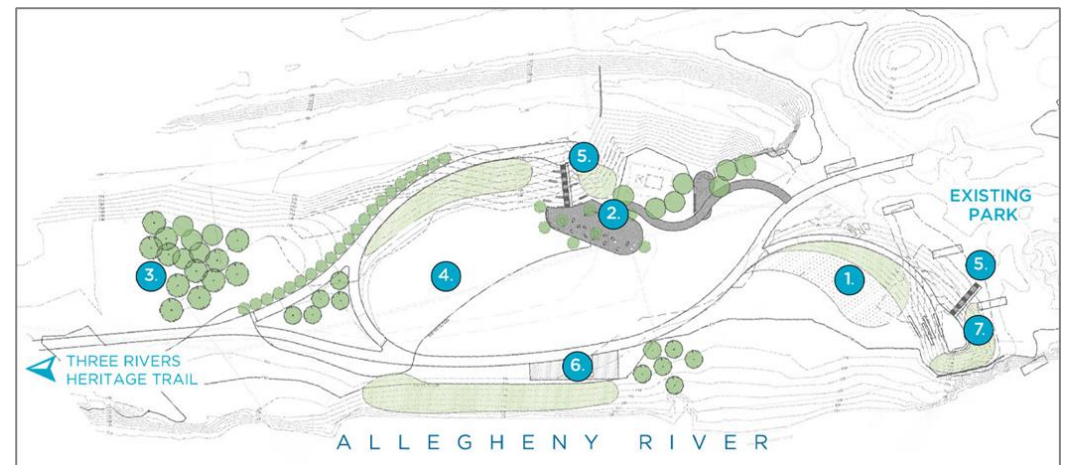 5.
2.
EXISTING
PARK
3.
4.
1.
5.
7.
6.
THREE RIVERS
HERITAGE TRAIL
ALLEGHENY RIVER